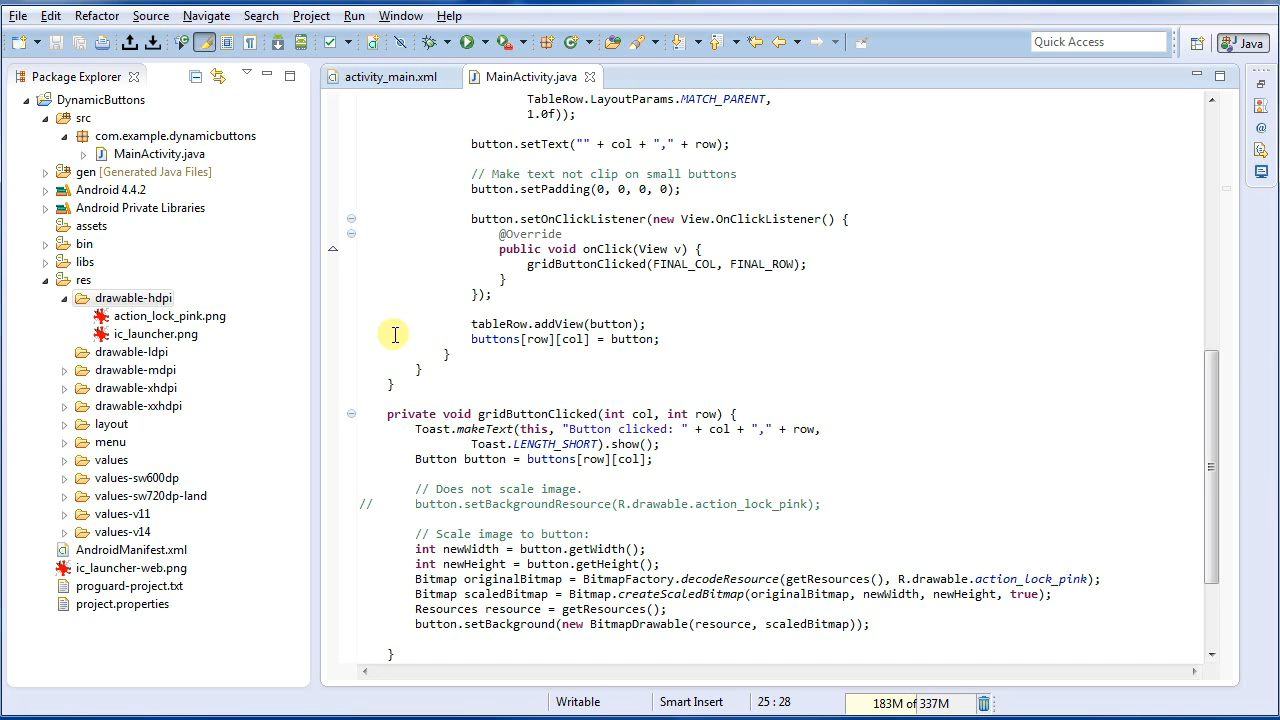 File Edit Refactor Source Navigate Search Project Run Window Help
Quick Access
Java
Package Explorer
activity_main.xml
MainActivity.java
DynamicButtons
src
com.example.dynamicbuttons
MainActivity.java
gen [Generated Java Files]
Android 4.4.2
Android Private Libraries
assets
bin
libs
res
drawable-hdpi
action_lock_pink.png
ic_launcher.png
drawable-ldpi
drawable-mdpi
drawable-xhdpi
drawable-xxhdpi
layout
menu
values
values-sw600dp
values-sw720dp-land
values-v11
values-v14
AndroidManifest.xml
ic_launcher-web.png
proguard-project.txt
project.properties
TableRow.LayoutParams.MATCH_PARENT,
1.0f));
button.setText("" + col + "," + row);
// Make text not clip on small buttons
button.setPadding(0, 0, 0, 0);
button.setOnClickListener(new View.OnClickListener() {
@Override
public void onClick(View v) {
gridButtonClicked(FINAL_COL, FINAL_ROW);
}
});
tableRow.addView(button);
buttons[row][col] = button;
}
}
}
private void gridButtonClicked(int col, int row) {
Toast.makeText(this, "Button clicked: " + col + "," + row,
Toast.LENGTH_SHORT).show();
Button button = buttons[row][col];
// Does not scale image.
// button.setBackgroundResource(R.drawable.action_lock_pink);
// Scale image to button:
int newWidth = button.getWidth();
int newHeight = button.getHeight();
Bitmap originalBitmap = BitmapFactory.decodeResource(getResources(), R.drawable.action_lock_pink);
Bitmap scaledBitmap = Bitmap.createScaledBitmap(originalBitmap, newWidth, newHeight, true);
Resources resource = getResources();
button.setBackground(new BitmapDrawable(resource, scaledBitmap));
}
Writable
Smart Insert
25 : 28
183M of 337M